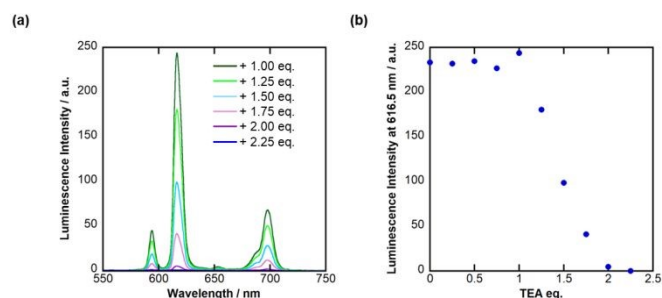 (a)
(b)
Luminescence Intensity / a.u.
250
200
150
100
50
0
550
600
650
700
750
Wavelength / nm
+ 1.00 eq.
+ 1.25 eq.
+ 1.50 eq.
+ 1.75 eq.
+ 2.00 eq.
+ 2.25 eq.
Luminescence Intensity at 616.5 nm / a.u.
250
200
150
100
50
0
0
0.5
1
1.5
2
2.5
TEA eq.